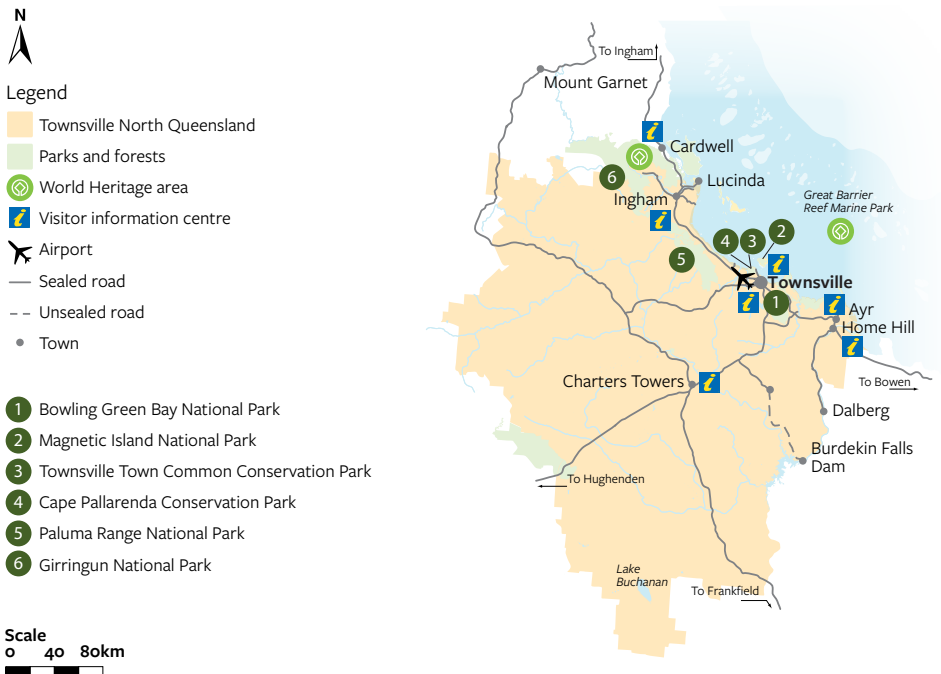 N
Legend
Townsville North Queensland
Parks and forests
World Heritage area
i Visitor information centre
Airport
Sealed road
Unsealed road
Town
1 Bowling Green Bay National Park
2 Magnetic Island National Park
3 Townsville Town Common Conservation Park
4 Cape Pallarenda Conservation Park
5 Paluma Range National Park
6 Girringun National Park
Scale
0 40 80km
To Ingham
Mount Garnet
i
Cardwell
6
Lucinda
Ingham
i
Great Barrier
Reef Marine Park
4 3 2
5
i
Townsville
i
1
i
Ayr
Home Hill
i
Charters Towers
i
To Bowen
Dalberg
Burdekin Falls
Dam
To Hughenden
Lake
Buchanan
To Frankfield